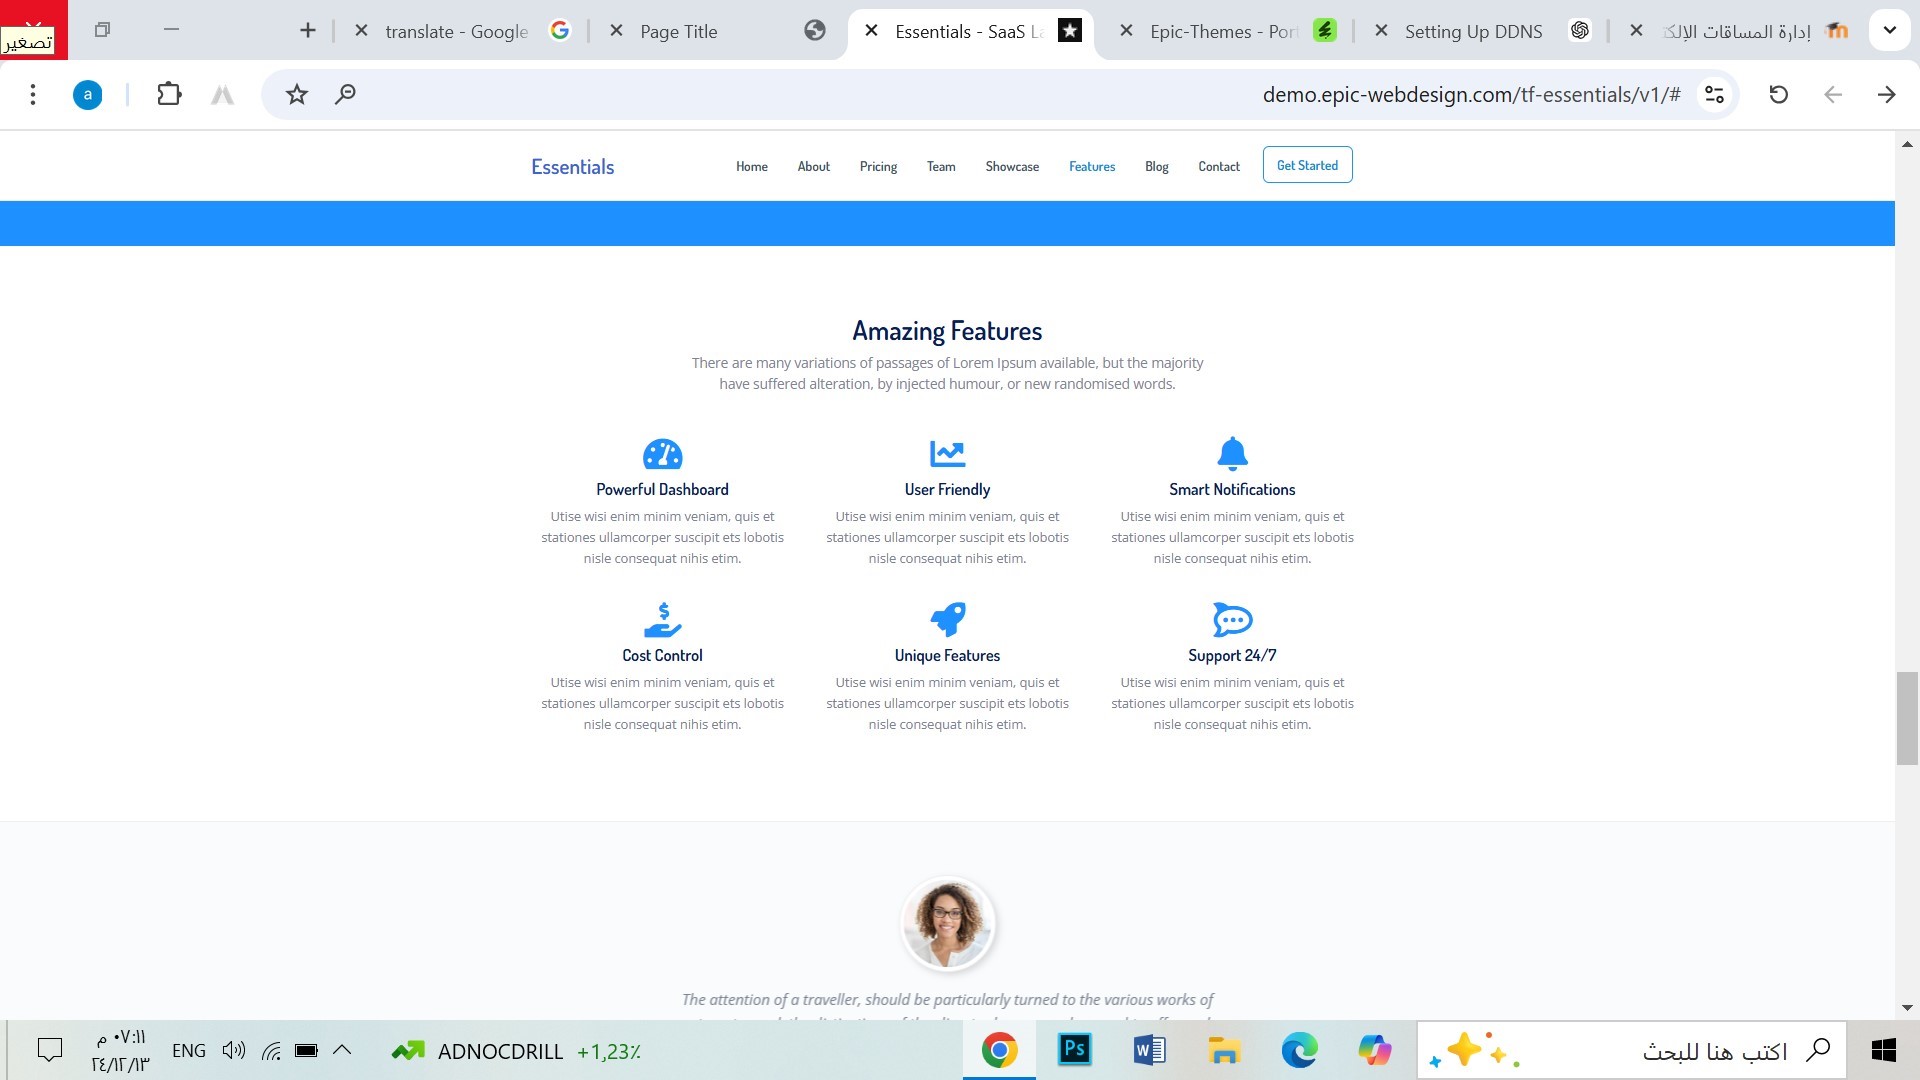 تصغير
translate - Google
Page Title
Essentials - SaaS La
Epic-Themes - Por
Setting Up DDNS
إدارة المساقات الإلك
a
demo.epic-webdesign.com/tf-essentials/v1/#
Essentials
Home
About
Pricing
Team
Showcase
Features
Blog
Contact
Get Started
Amazing Features
There are many variations of passages of Lorem Ipsum available, but the majority
have suffered alteration, by injected humour, or new randomised words.
Powerful Dashboard
Utise wisi enim minim veniam, quis et
stationes ullamcorper suscipit ets lobotis
nisle consequat nihis etim.
User Friendly
Utise wisi enim minim veniam, quis et
stationes ullamcorper suscipit ets lobotis
nisle consequat nihis etim.
Smart Notifications
Utise wisi enim minim veniam, quis et
stationes ullamcorper suscipit ets lobotis
nisle consequat nihis etim.
Cost Control
Utise wisi enim minim veniam, quis et
stationes ullamcorper suscipit ets lobotis
nisle consequat nihis etim.
Unique Features
Utise wisi enim minim veniam, quis et
stationes ullamcorper suscipit ets lobotis
nisle consequat nihis etim.
Support 24/7
Utise wisi enim minim veniam, quis et
stationes ullamcorper suscipit ets lobotis
nisle consequat nihis etim.
The attention of a traveller, should be particularly turned to the various works of
٠٧:١١ م
٢٤/١٢/١٣
ENG
ADNOCDRILL +1,23٪
Ps
W
اكتب هنا للبحث